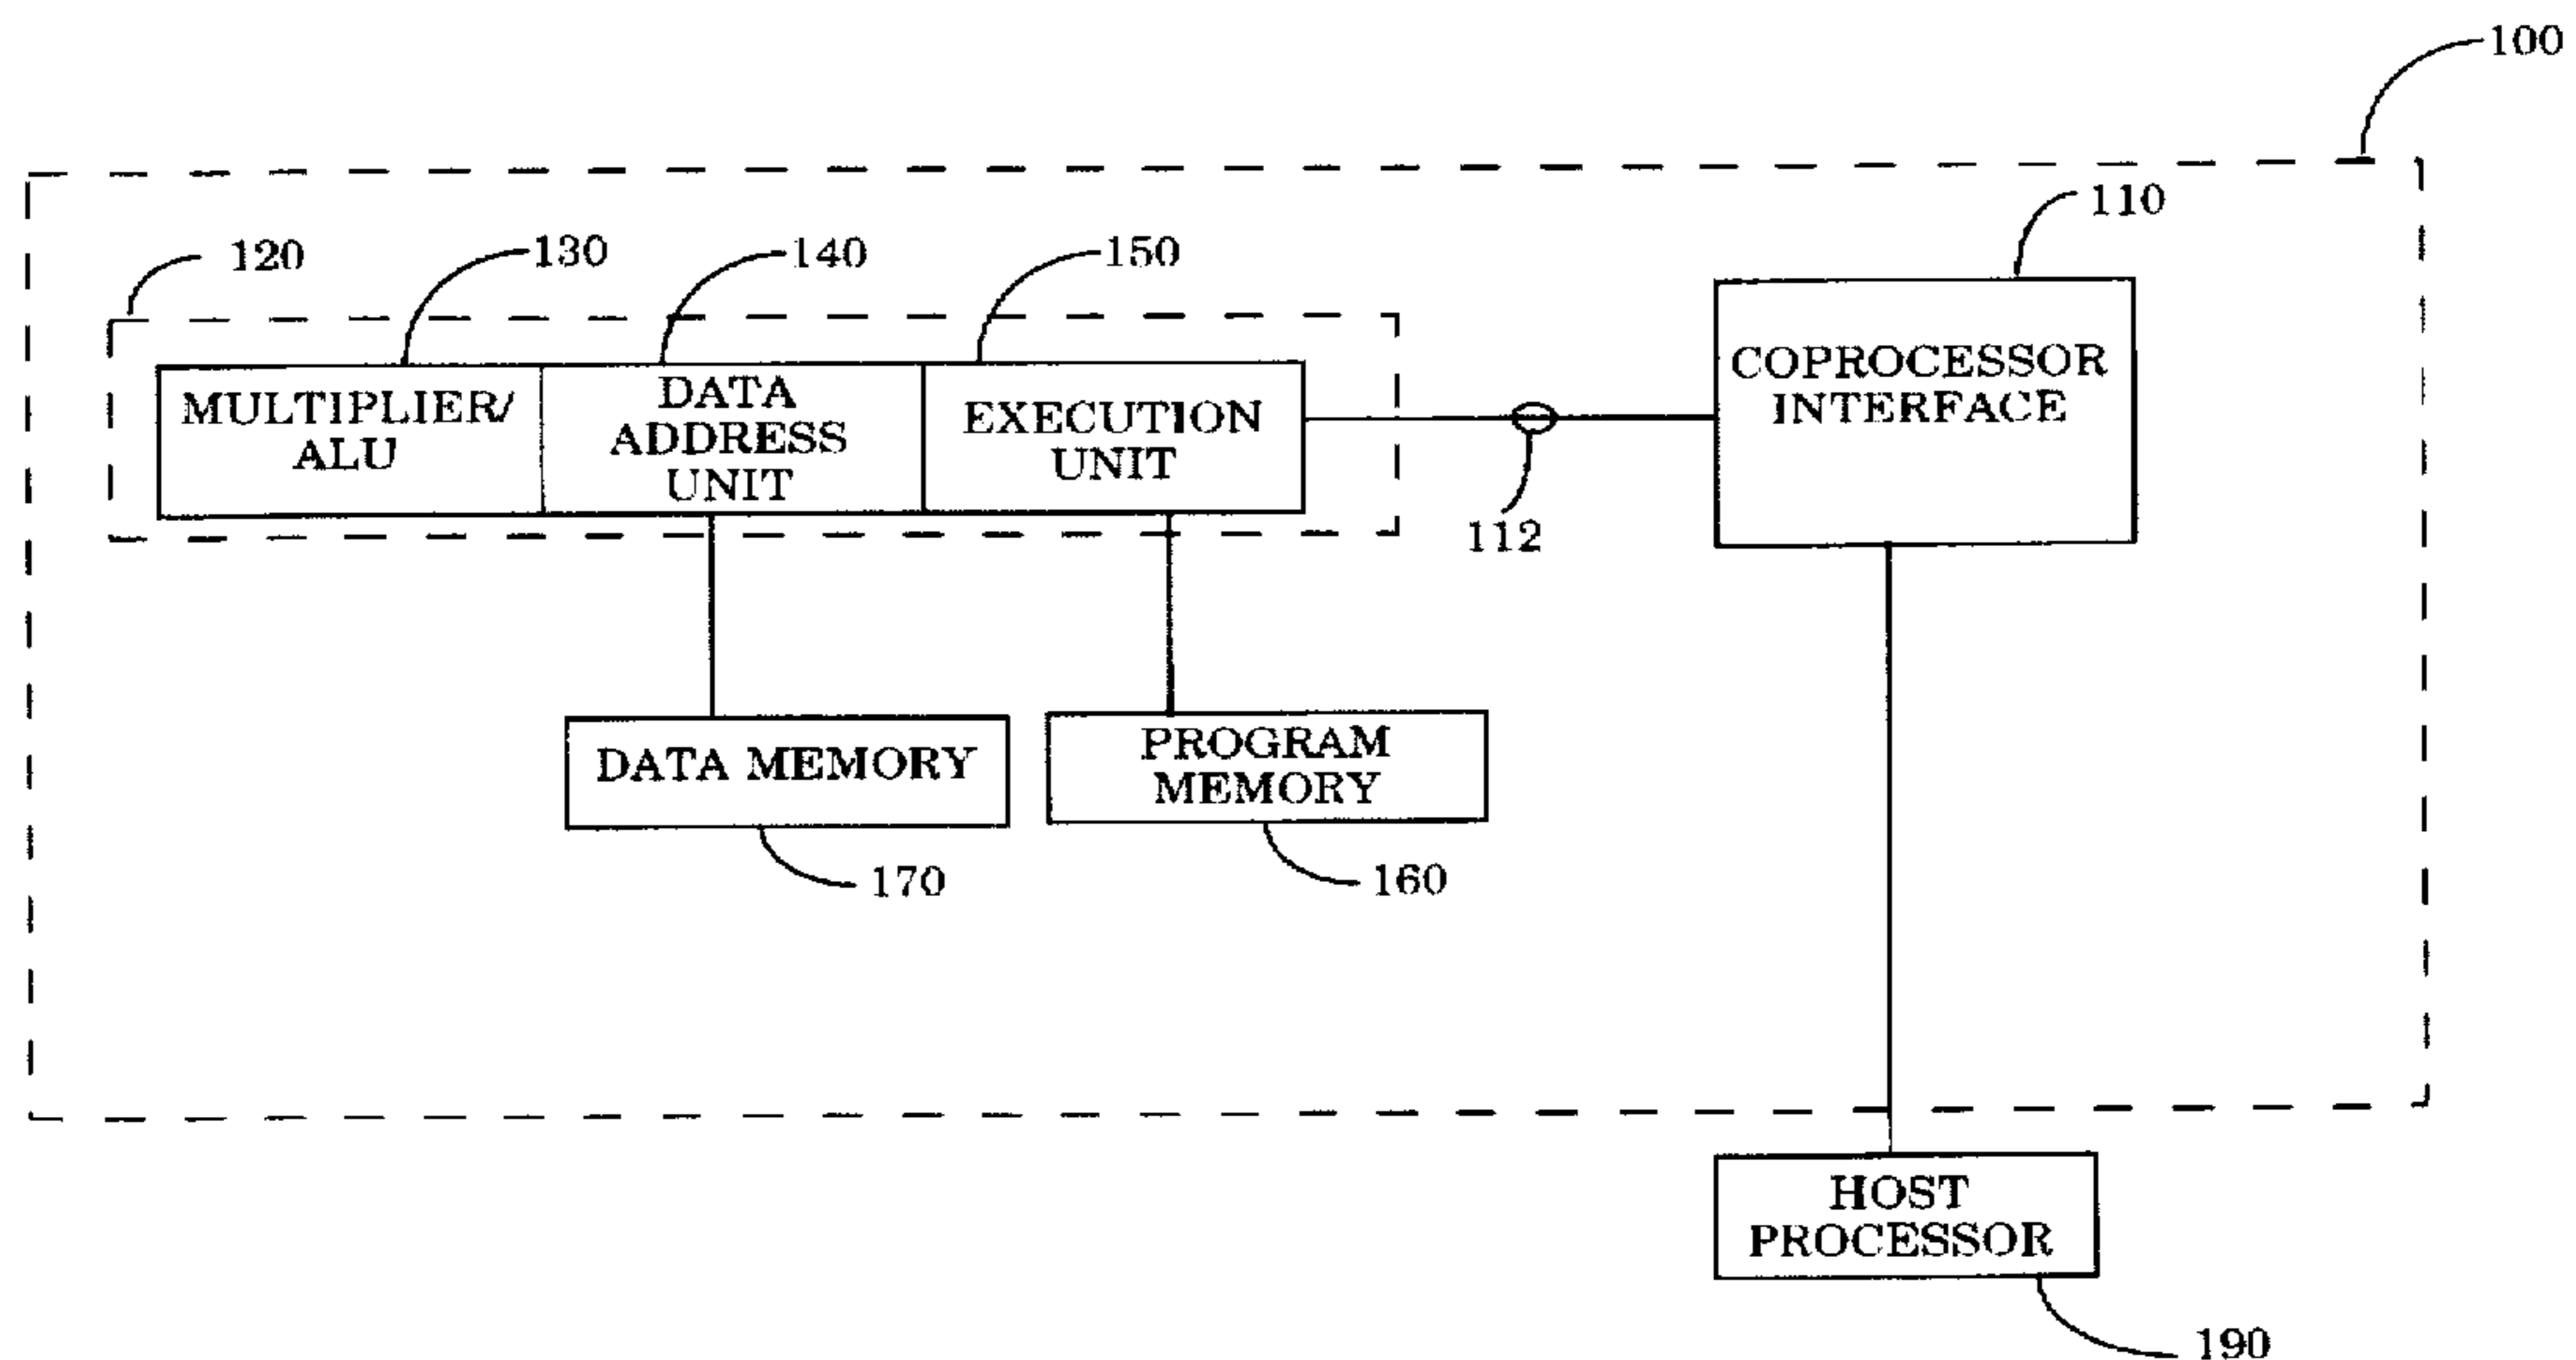 100
110
120
130
140
150
MULTIPLIER/
ALU
DATA
ADDRESS
UNIT
EXECUTION
UNIT
112
COPROCESSOR
INTERFACE
DATA MEMORY
170
PROGRAM
MEMORY
160
HOST
PROCESSOR
190